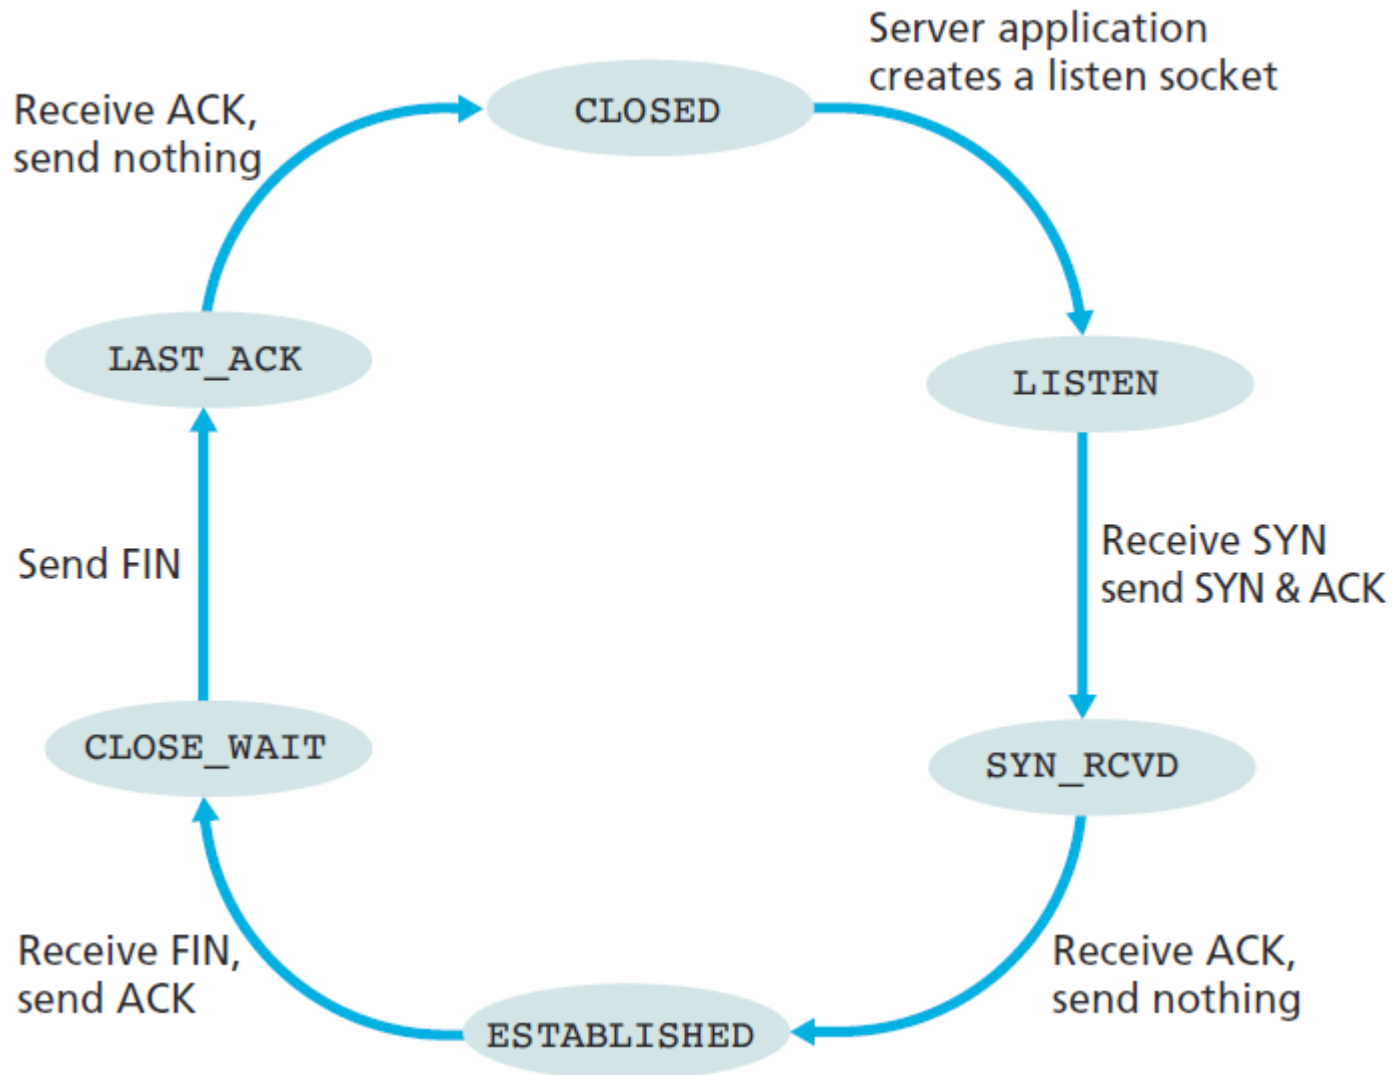 Server application
creates a listen socket
CLOSED
Receive ACK,
send nothing
LAST_ACK
LISTEN
Send FIN
Receive SYN
send SYN & ACK
CLOSE_WAIT
SYN_RCVD
Receive FIN,
send ACK
Receive ACK,
send nothing
ESTABLISHED